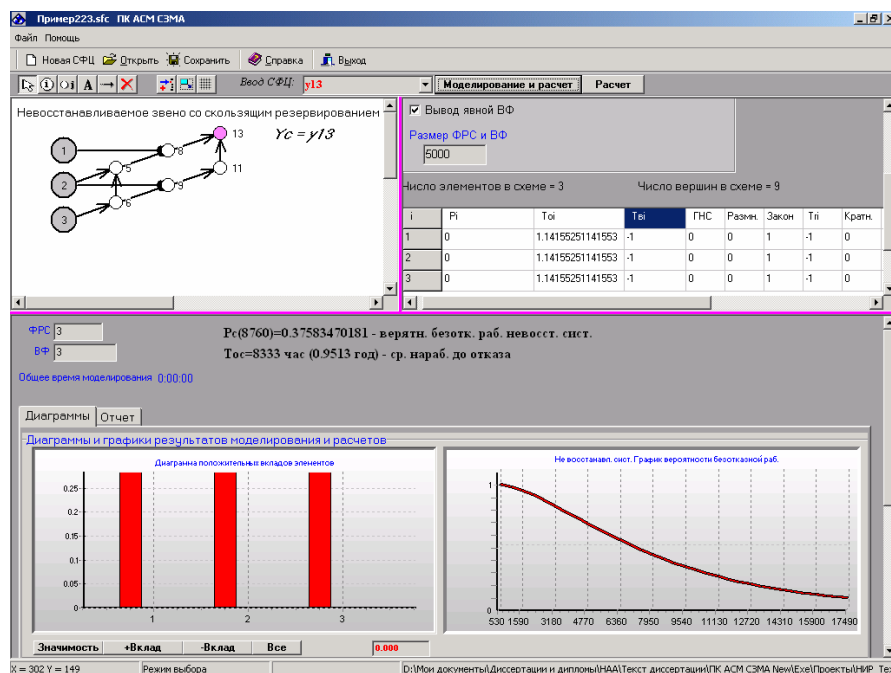 Пример223.sfc ПК АСМ СЗМА
Файл Помощь
Новая СФЦ Открыть Сохранить Справка Выход
Ввод СФЦ: y13 Моделирование и расчет Расчет
Невосстанавливаемое звено со скользящим резервированием
Yc = y13
1 8 13
2 5 9 11
3 6
Вывод явной ВФ
Размер ФРС и ВФ
5000
Число элементов в схеме = 3 Число вершин в схеме = 9
i Pi Toi Твi ГНС Размн. Закон Tri Кратн.
1 0 1.14155251141553 -1 0 0 1 -1 0
2 0 1.14155251141553 -1 0 0 1 -1 0
3 0 1.14155251141553 -1 0 0 1 -1 0
ФРС 3
ВФ 3
Pc(8760)=0.37583470181 - верятн. безотк. раб. невосст. сист.
Toc=8333 час (0.9513 год) - ср. нараб. до отказа
Общее время моделирования 0:00:00
Диаграммы Отчет
Диаграммы и графики результатов моделирования и расчетов
Диаграмма положительных вкладов элементов
0.25
0.2
0.15
0.1
0.05
0
1 2 3
Не восстанавл. сист. График вероятности безотказной раб.
1
0
530 1590 3180 4770 6360 7950 9540 11130 12720 14310 15900 17490
Значимость +Вклад -Вклад Все 0.000
X = 302 Y = 149 Режим выбора D:\Мои документы\Диссертации и дипломы\НАА\Текст диссертации\ПК АСМ СЗМА New\Exe\Проекты\НИР_Те